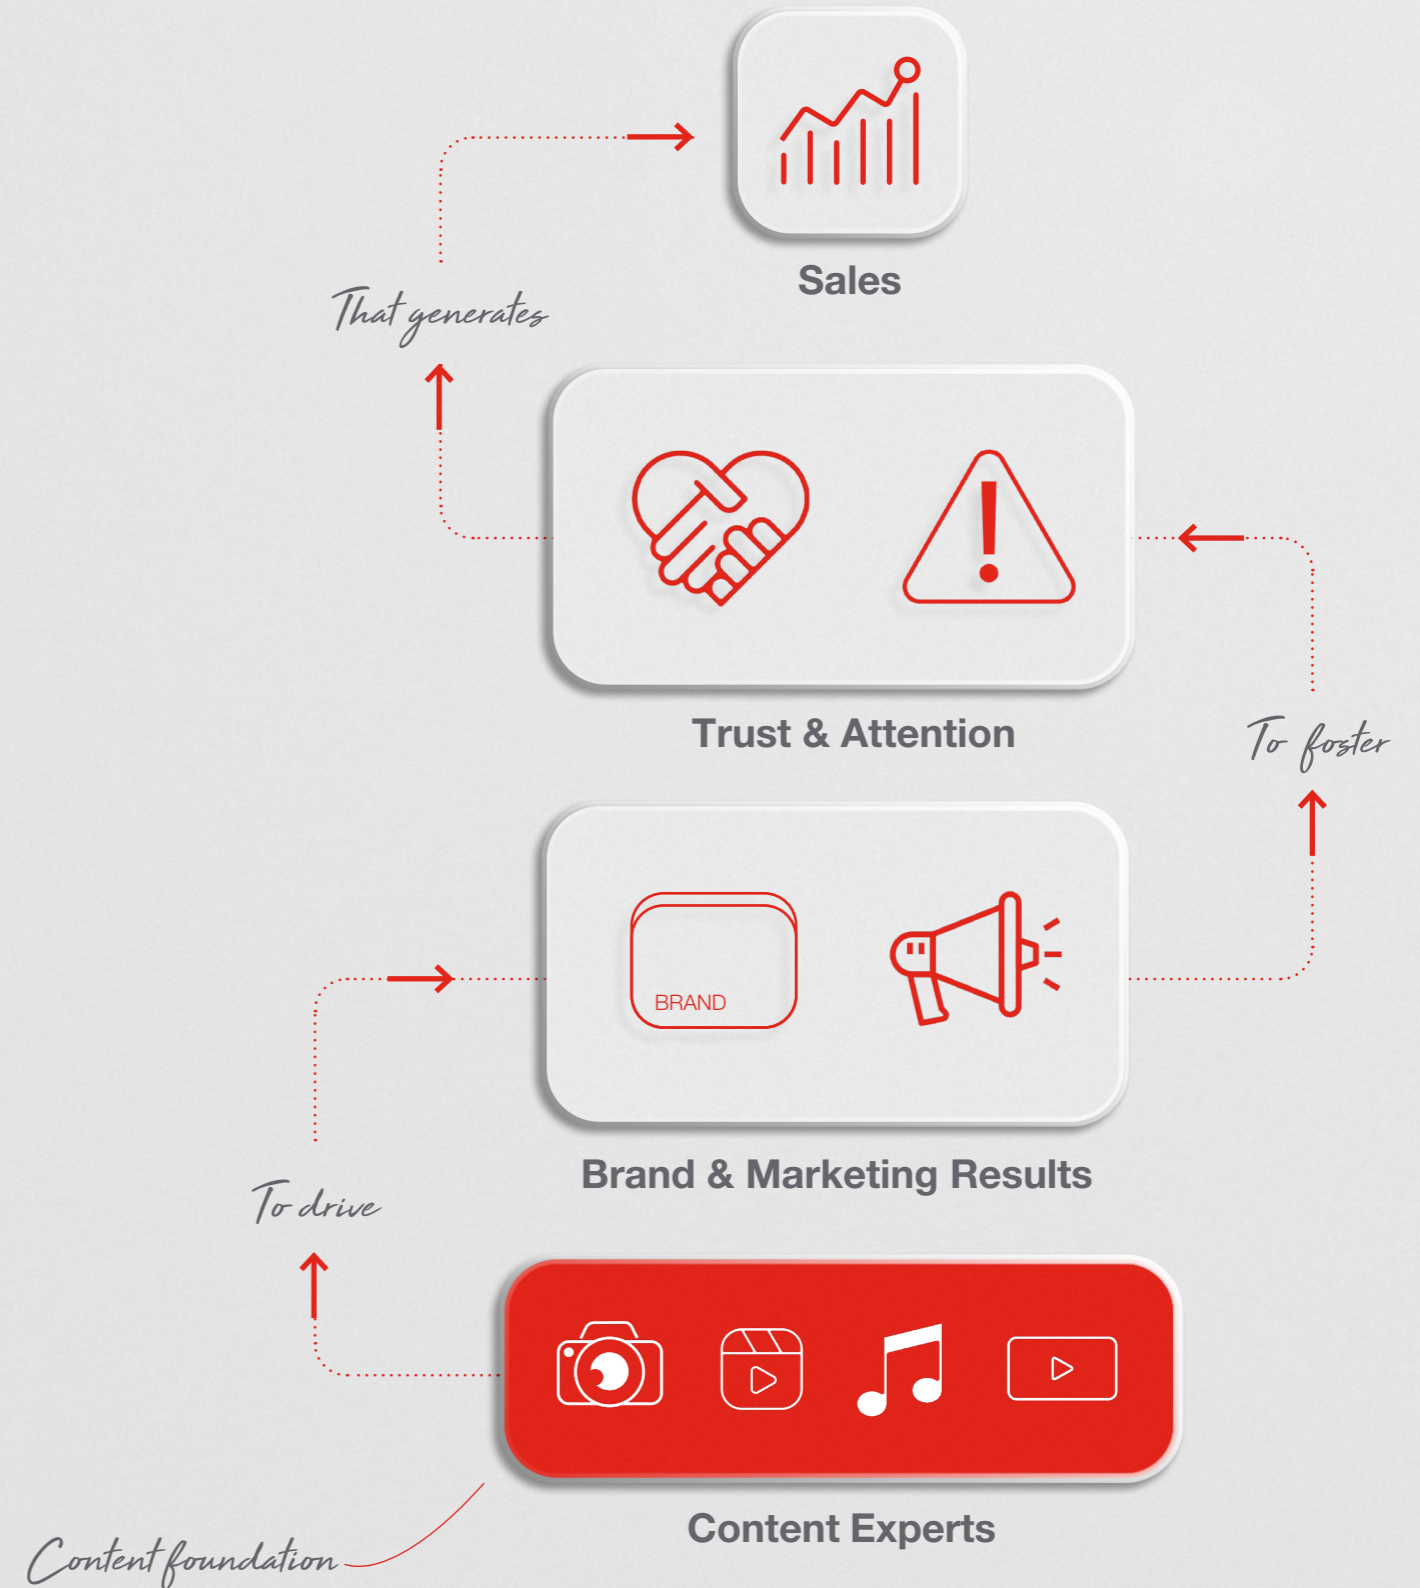 Sales
That generates
Trust & Attention
To foster
BRAND
Brand & Marketing Results
To drive
Content Experts
Content foundation